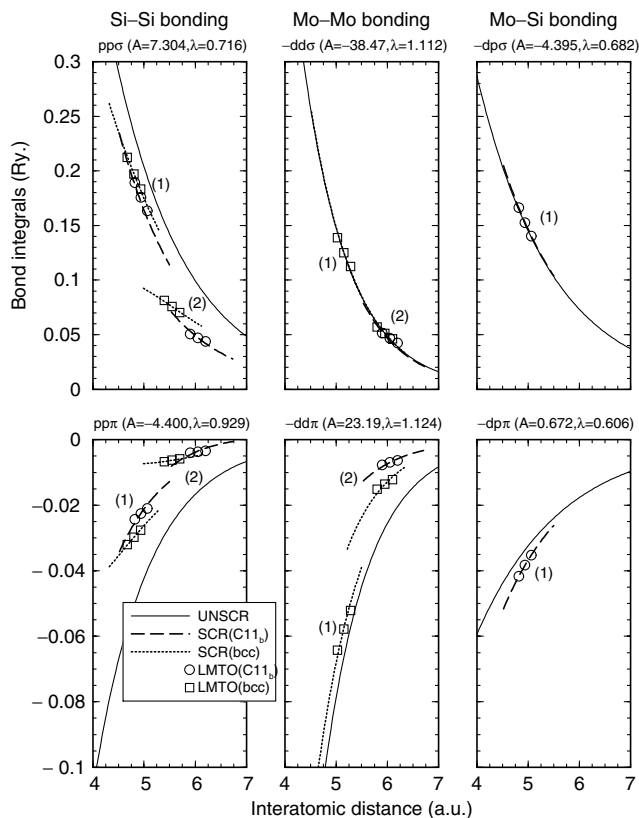 Si–Si bonding Mo–Mo bonding Mo–Si bonding
ppσ (A=7.304,λ=0.716) −ddσ (A=−38.47,λ=1.112) −dpσ (A=−4.395,λ=0.682)
0.3
0.25
0.2
0.15
0.1
0.05
0
Bond integrals (Ry.)
(1)
(2)
(1)
(2)
(1)
ppπ (A=−4.400,λ=0.929) −ddπ (A=23.19,λ=1.124) −dpπ (A=0.672,λ=0.606)
0
−0.02
−0.04
−0.06
−0.08
−0.1
(1)
(2)
(2)
(1)
(1)
UNSCR
SCR(C11b)
SCR(bcc)
LMTO(C11b)
LMTO(bcc)
4 5 6 7 4 5 6 7 4 5 6 7
Interatomic distance (a.u.)